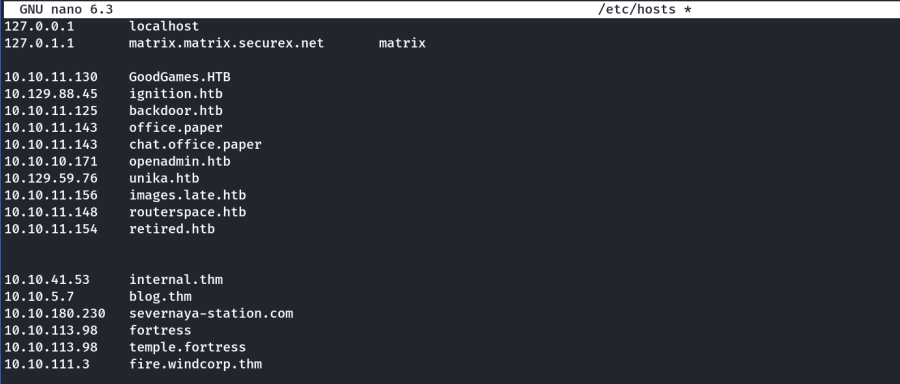 GNU nano 6.3 /etc/hosts *
127.0.0.1 localhost
127.0.1.1 matrix.matrix.securex.net matrix
10.10.11.130 GoodGames.HTB
10.129.88.45 ignition.htb
10.10.11.125 backdoor.htb
10.10.11.143 office.paper
10.10.11.143 chat.office.paper
10.10.10.171 openadmin.htb
10.129.59.76 unika.htb
10.10.11.156 images.late.htb
10.10.11.148 routerspace.htb
10.10.11.154 retired.htb
10.10.41.53 internal.thm
10.10.5.7 blog.thm
10.10.180.230 severnaya-station.com
10.10.113.98 fortress
10.10.113.98 temple.fortress
10.10.111.3 fire.windcorp.thm